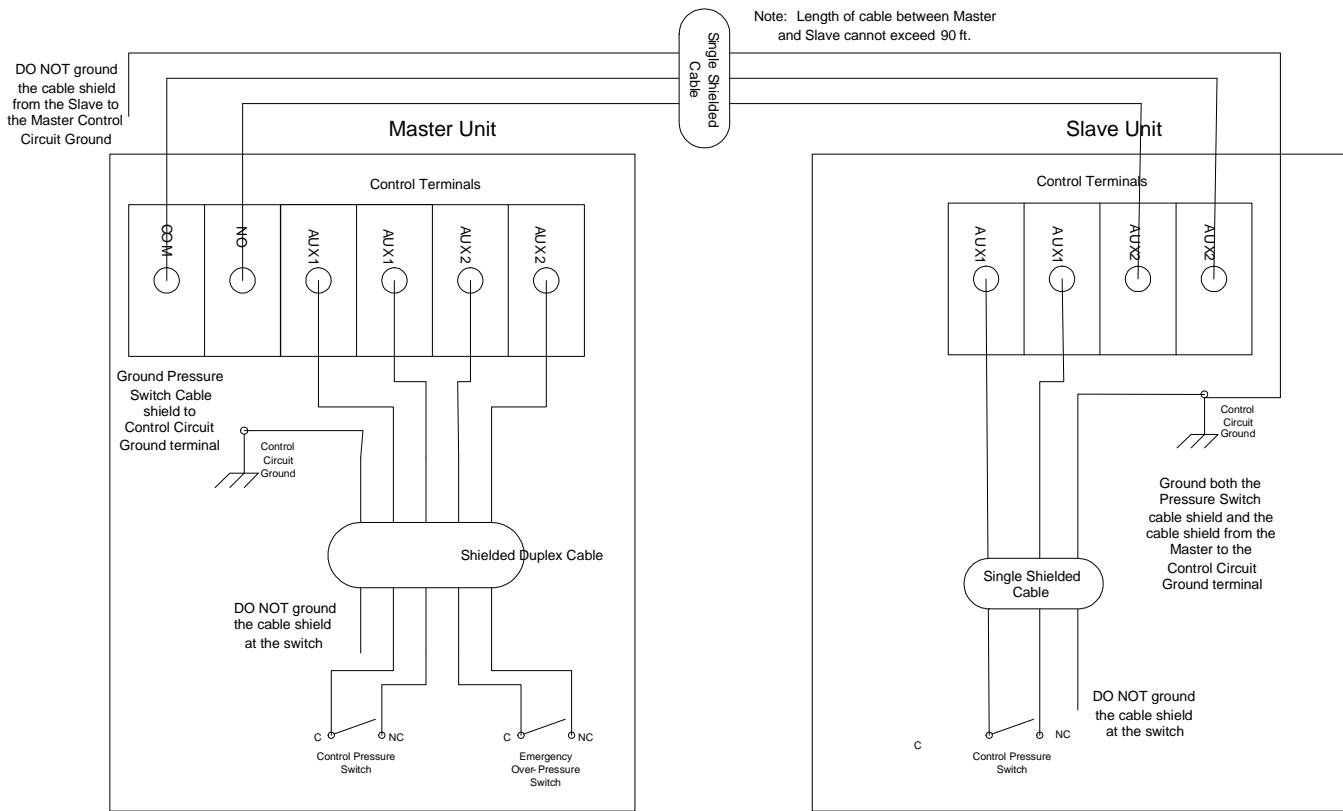 Note: Length of cable between Master
and Slave cannot exceed 90 ft.
Single Shielded
Cable
DO NOT ground
the cable shield
from the Slave to
the Master Control
Circuit Ground
Master Unit
Control Terminals
COM
NO
AUX1
AUX1
AUX2
AUX2
Ground Pressure
Switch Cable
shield to
Control Circuit
Ground terminal
Control
Circuit
Ground
Shielded Duplex Cable
DO NOT ground
the cable shield
at the switch
C
NC
Control Pressure
Switch
C
NC
Emergency
Over-Pressure
Switch
Slave Unit
Control Terminals
AUX1
AUX1
AUX2
AUX2
Control
Circuit
Ground
Ground both the
Pressure Switch
cable shield and the
cable shield from the
Master to the
Control Circuit
Ground terminal
Single Shielded
Cable
DO NOT ground
the cable shield
at the switch
C
NC
Control Pressure
Switch